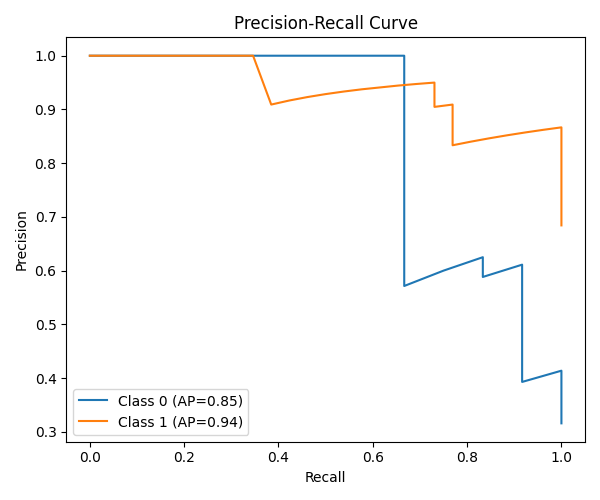 Precision-Recall Curve
Precision
1.0
0.9
0.8
0.7
0.6
0.5
0.4
0.3
Class 0 (AP=0.85)
Class 1 (AP=0.94)
0.0 0.2 0.4 0.6 0.8 1.0
Recall